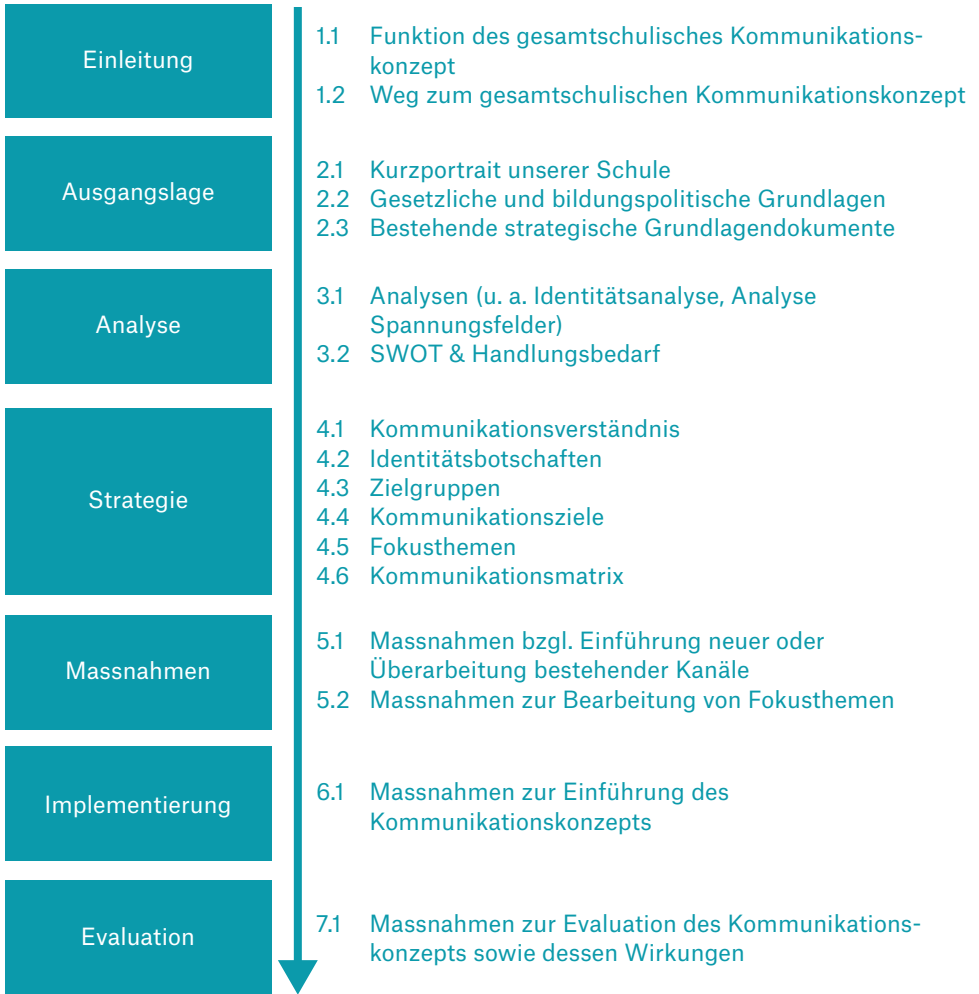 Einleitung
1.1 Funktion des gesamtschulisches Kommunikations-
konzept
1.2 Weg zum gesamtschulischen Kommunikationskonzept
Ausgangslage
2.1 Kurzportrait unserer Schule
2.2 Gesetzliche und bildungspolitische Grundlagen
2.3 Bestehende strategische Grundlagendokumente
Analyse
3.1 Analysen (u. a. Identitätsanalyse, Analyse
Spannungsfelder)
3.2 SWOT & Handlungsbedarf
Strategie
4.1 Kommunikationsverständnis
4.2 Identitätsbotschaften
4.3 Zielgruppen
4.4 Kommunikationsziele
4.5 Fokusthemen
4.6 Kommunikationsmatrix
Massnahmen
5.1 Massnahmen bzgl. Einführung neuer oder
Überarbeitung bestehender Kanäle
5.2 Massnahmen zur Bearbeitung von Fokusthemen
Implementierung
6.1 Massnahmen zur Einführung des
Kommunikationskonzepts
Evaluation
7.1 Massnahmen zur Evaluation des Kommunikations-
konzepts sowie dessen Wirkungen